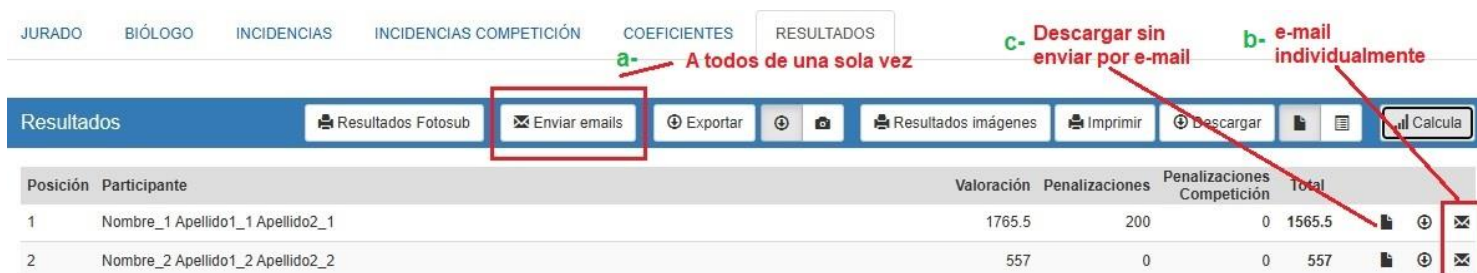 JURADO BIÓLOGO INCIDENCIAS INCIDENCIAS COMPETICIÓN COEFICIENTES RESULTADOS
a- A todos de una sola vez
c- Descargar sin
enviar por e-mail
b- e-mail
individualmente
Resultados Resultados Fotosub Enviar emails Exportar Resultados imágenes Imprimir Descargar Calcula
Posición Participante Valoración Penalizaciones Penalizaciones Competición Total
1 Nombre_1 Apellido1_1 Apellido2_1 1765.5 200 0 1565.5
2 Nombre_2 Apellido1_2 Apellido2_2 557 0 0 557